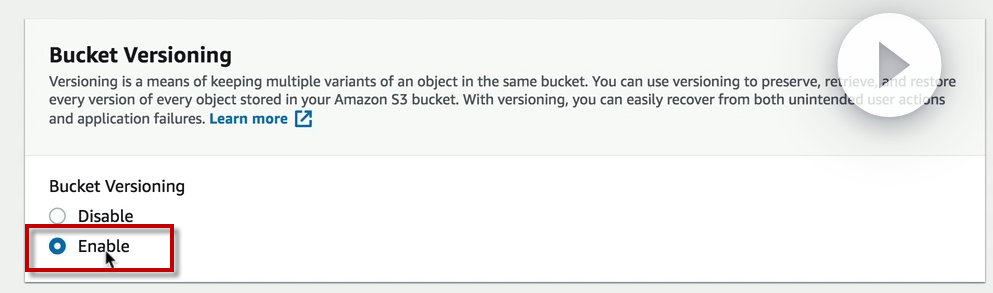 Bucket Versioning
Versioning is a means of keeping multiple variants of an object in the same bucket. You can use versioning to preserve, retrieve, and restore
every version of every object stored in your Amazon S3 bucket. With versioning, you can easily recover from both unintended user actions
and application failures. Learn more
Bucket Versioning
Disable
Enable